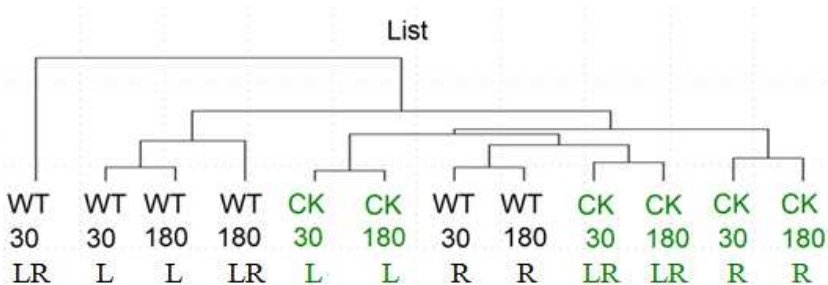 List
WT WT WT WT CK CK WT WT CK CK CK CK
30 30 180 180 30 180 30 180 30 180 30 180
LR L L LR L L R R LR LR R R